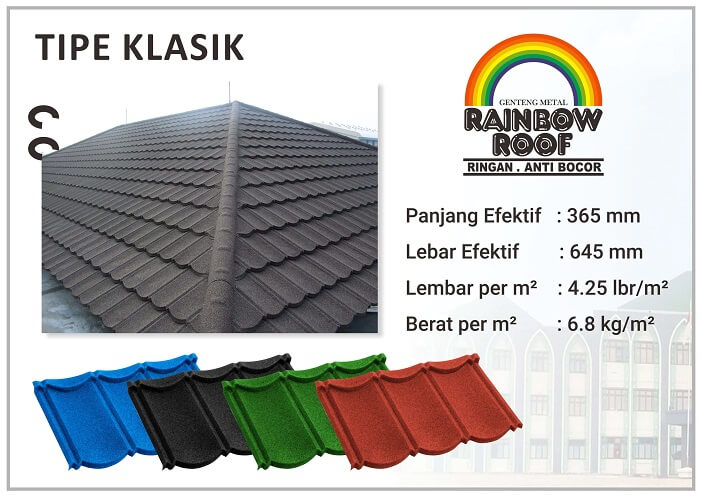 TIPE KLASIK
GENTENG METAL
RAINBOW
ROOF
RINGAN . ANTI BOCOR
Panjang Efektif : 365 mm
Lebar Efektif : 645 mm
Lembar per m² : 4.25 lbr/m²
Berat per m² : 6.8 kg/m²